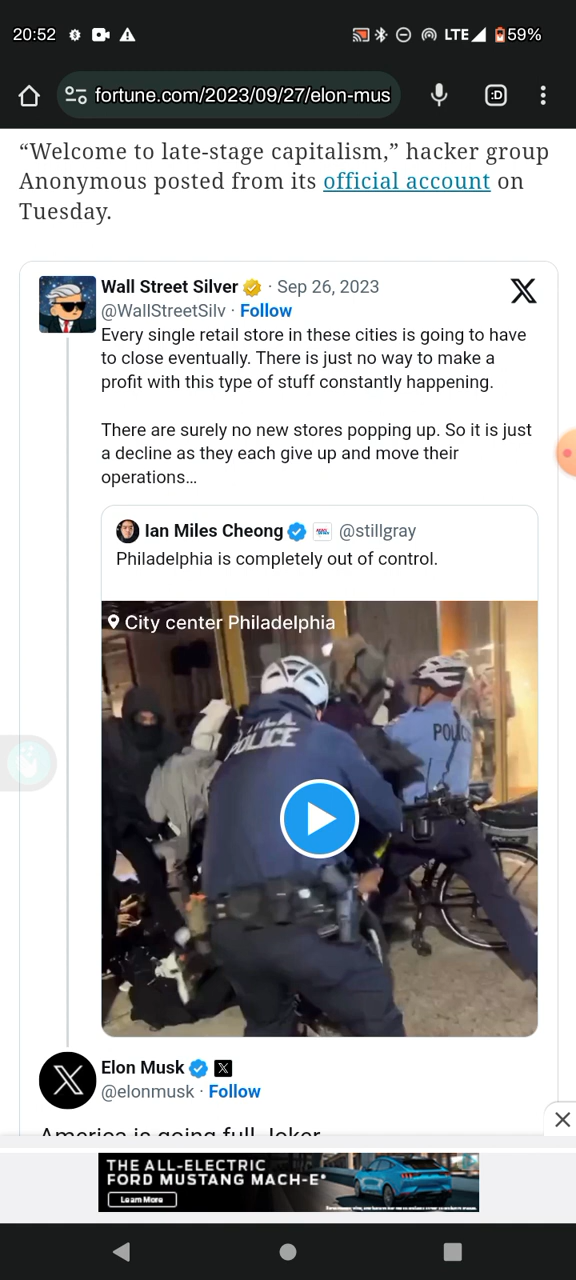 20:52
LTE
59%
fortune.com/2023/09/27/elon-mus
:D
“Welcome to late-stage capitalism,” hacker group
Anonymous posted from its official account on
Tuesday.
Wall Street Silver · Sep 26, 2023
@WallStreetSilv · Follow
Every single retail store in these cities is going to have
to close eventually. There is just no way to make a
profit with this type of stuff constantly happening.
There are surely no new stores popping up. So it is just
a decline as they each give up and move their
operations…
Ian Miles Cheong @stillgray
Philadelphia is completely out of control.
City center Philadelphia
POLICE
Elon Musk
@elonmusk · Follow
America is going full Joker
THE ALL-ELECTRIC
FORD MUSTANG MACH-E®
Learn More